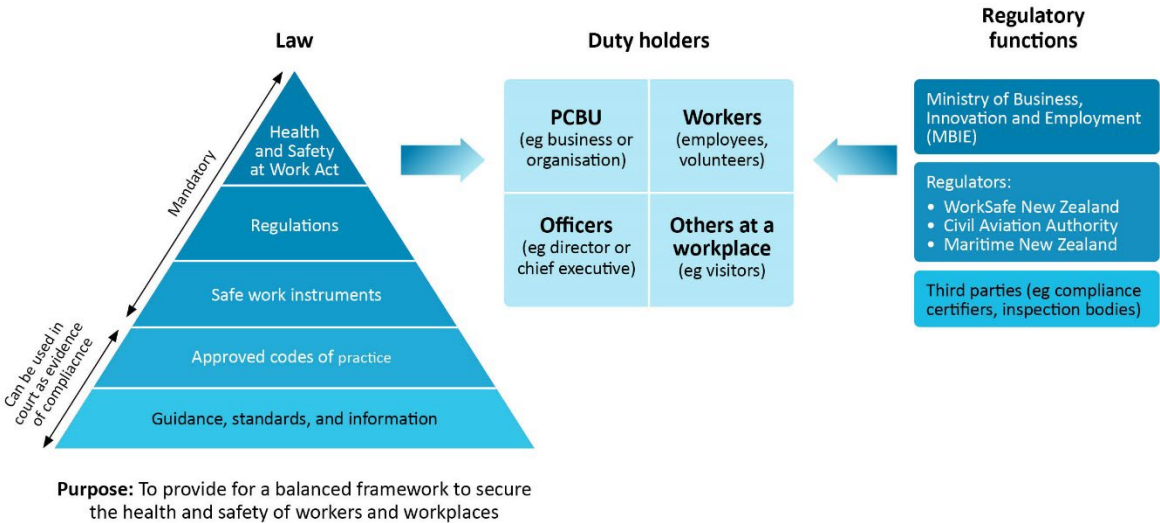 Law
Mandatory
Can be used in
court as evidence
of compliacnce
Health
and Safety
at Work Act
Regulations
Safe work instruments
Approved codes of practice
Guidance, standards, and information
Purpose: To provide for a balanced framework to secure
the health and safety of workers and workplaces
Duty holders
PCBU
(eg business or
organisation)
Workers
(employees,
volunteers)
Officers
(eg director or
chief executive)
Others at a
workplace
(eg visitors)
Regulatory
functions
Ministry of Business,
Innovation and Employment
(MBIE)
Regulators:
• WorkSafe New Zealand
• Civil Aviation Authority
• Maritime New Zealand
Third parties (eg compliance
certifiers, inspection bodies)